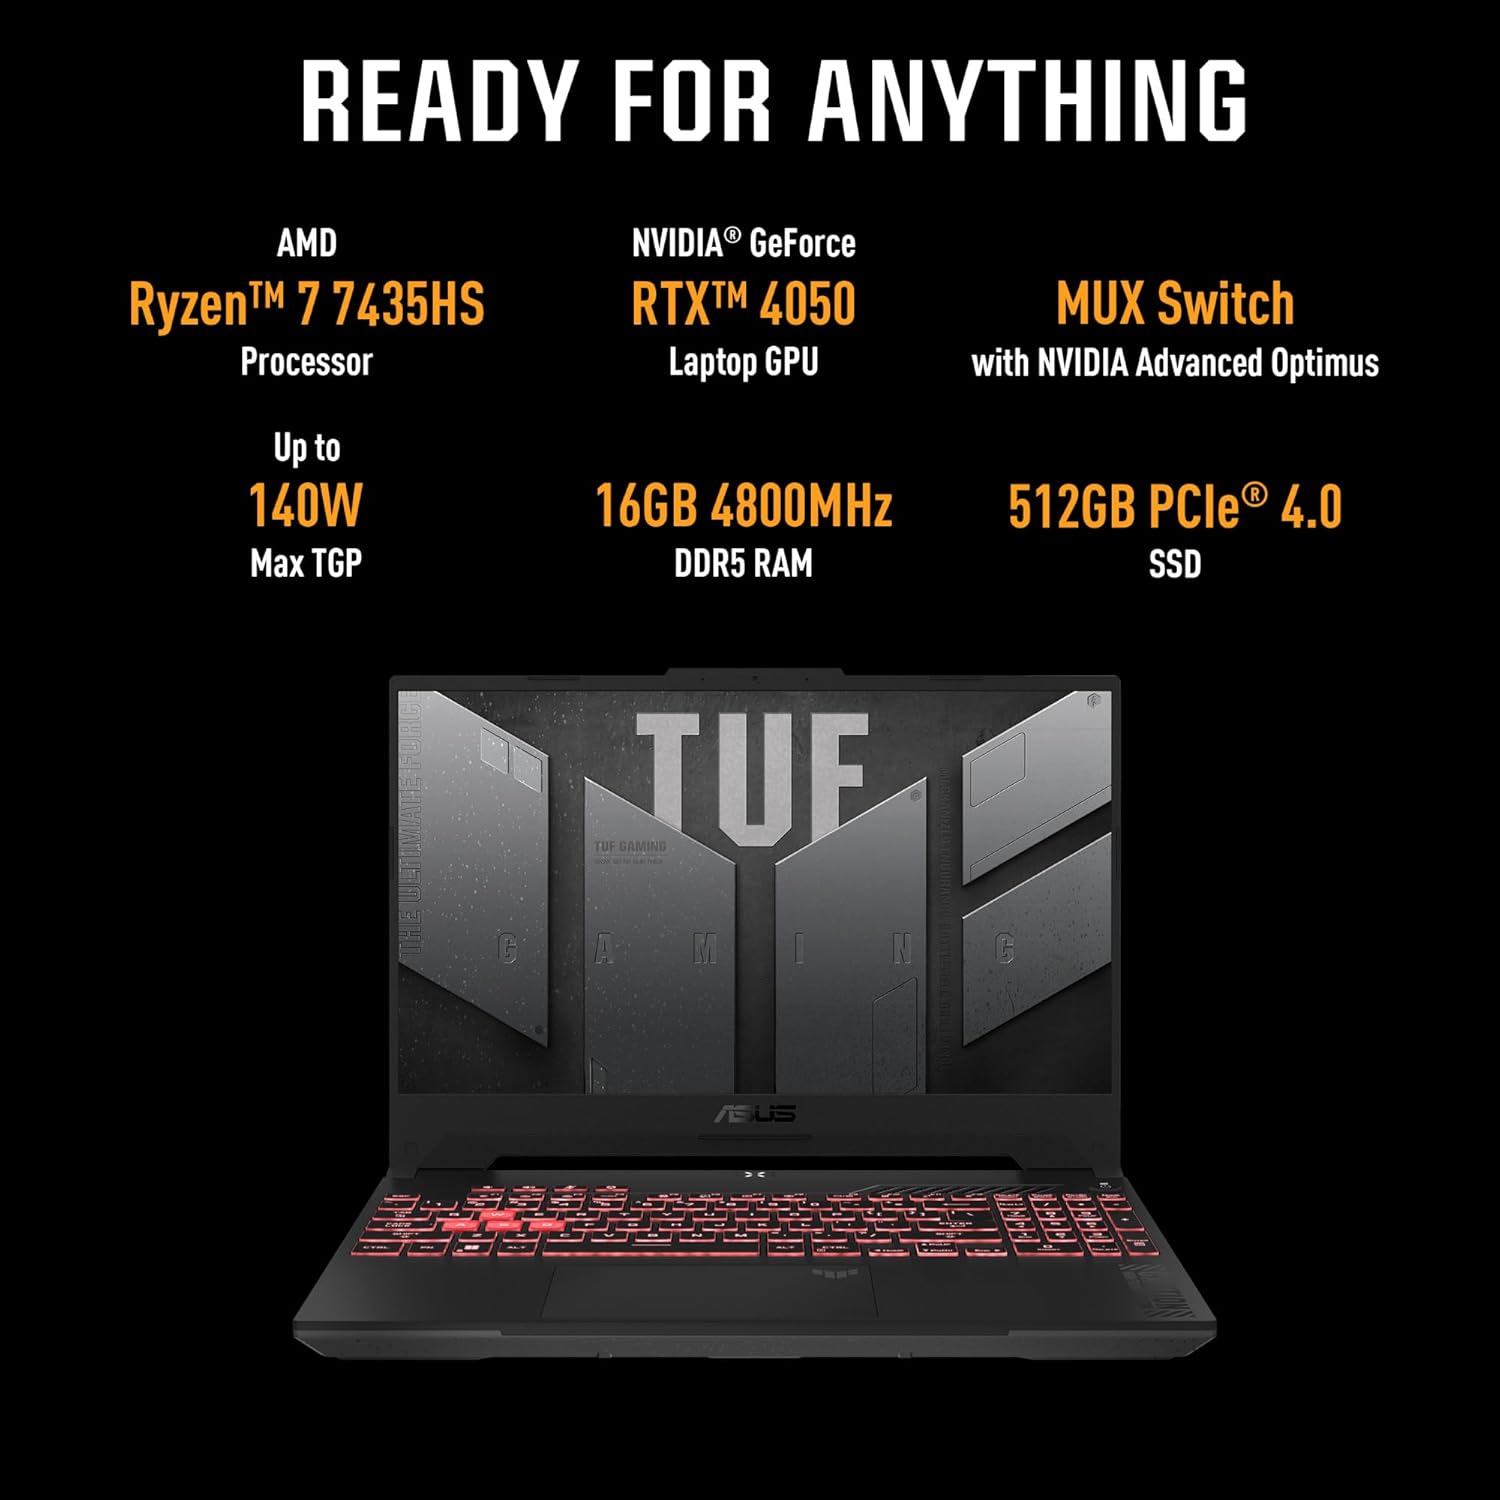 READY FOR ANYTHING
AMD
Ryzen™ 7 7435HS
Processor
NVIDIA® GeForce
RTX™ 4050
Laptop GPU
MUX Switch
with NVIDIA Advanced Optimus
Up to
140W
Max TGP
16GB 4800MHz
DDR5 RAM
512GB PCIe® 4.0
SSD
TUF
THE ULTIMATE FORCE
TUF GAMING
G A M I N G
ASUS